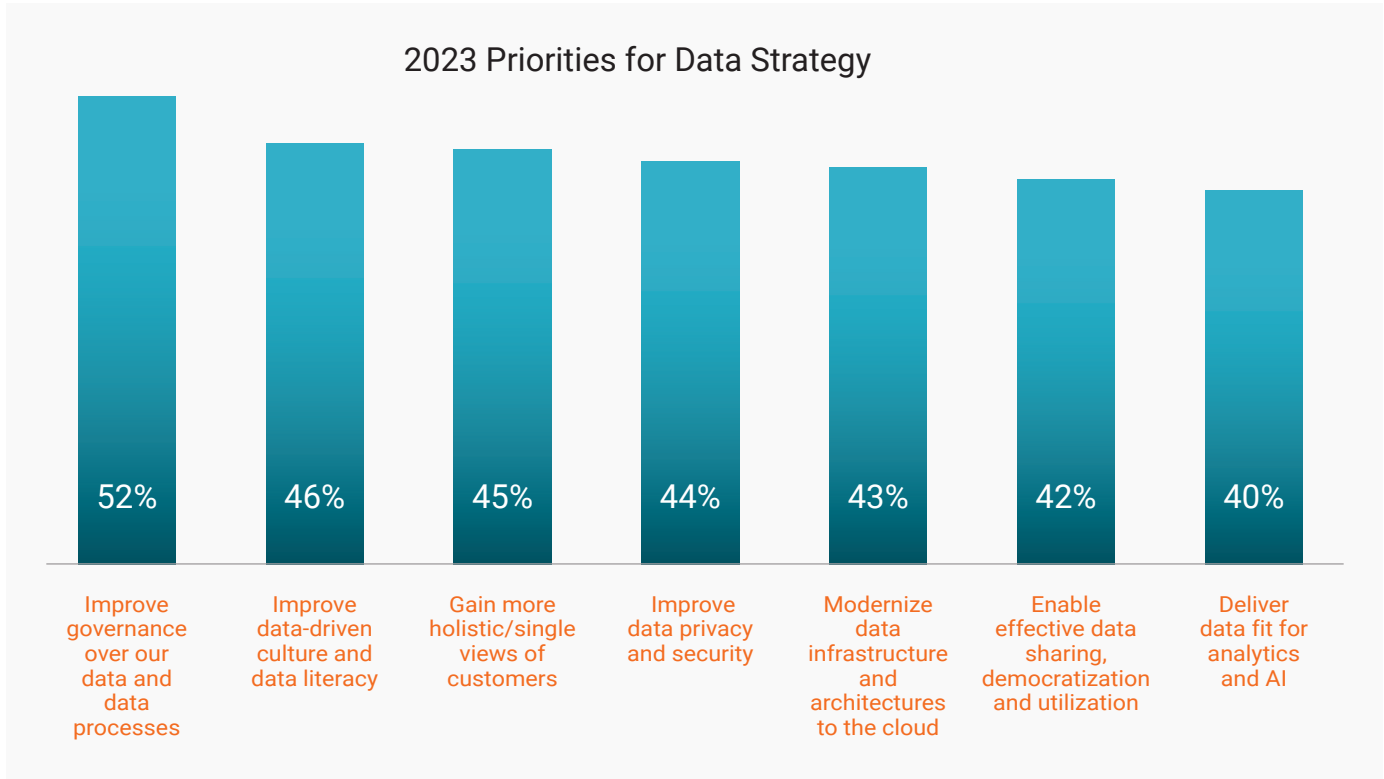 2023 Priorities for Data Strategy
52%
46%
45%
44%
43%
42%
40%
Improve
governance
over our
data and
data
processes
Improve
data-driven
culture and
data literacy
Gain more
holistic/single
views of
customers
Improve
data privacy
and security
Modernize
data
infrastructure
and
architectures
to the cloud
Enable
effective data
sharing,
democratization
and utilization
Deliver
data fit for
analytics
and AI